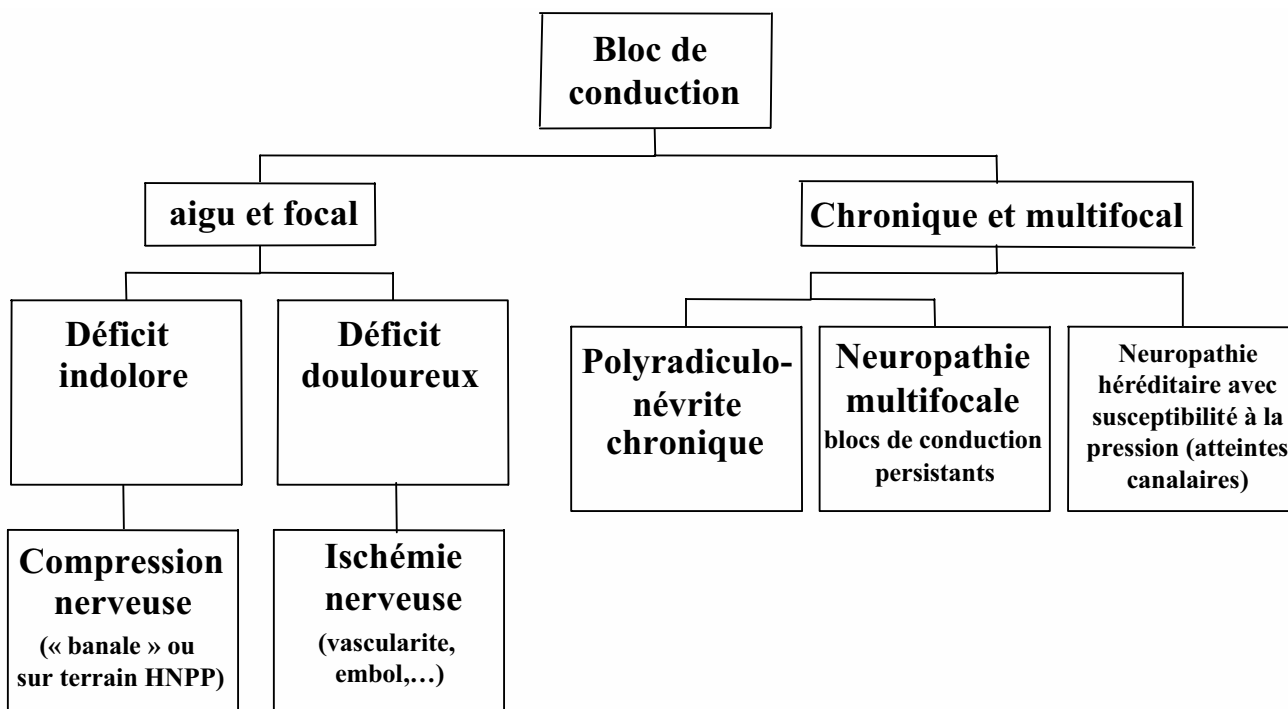 Bloc de
conduction
aigu et focal
Chronique et multifocal
Déficit
indolore
Déficit
douloureux
Polyradiculo-
névrite
chronique
Neuropathie
multifocale
blocs de conduction
persistants
Neuropathie
héréditaire avec
susceptibilité à la
pression (atteintes
canalaires)
Compression
nerveuse
(« banale » ou
sur terrain HNPP)
Ischémie
nerveuse
(vascularite,
embol,…)